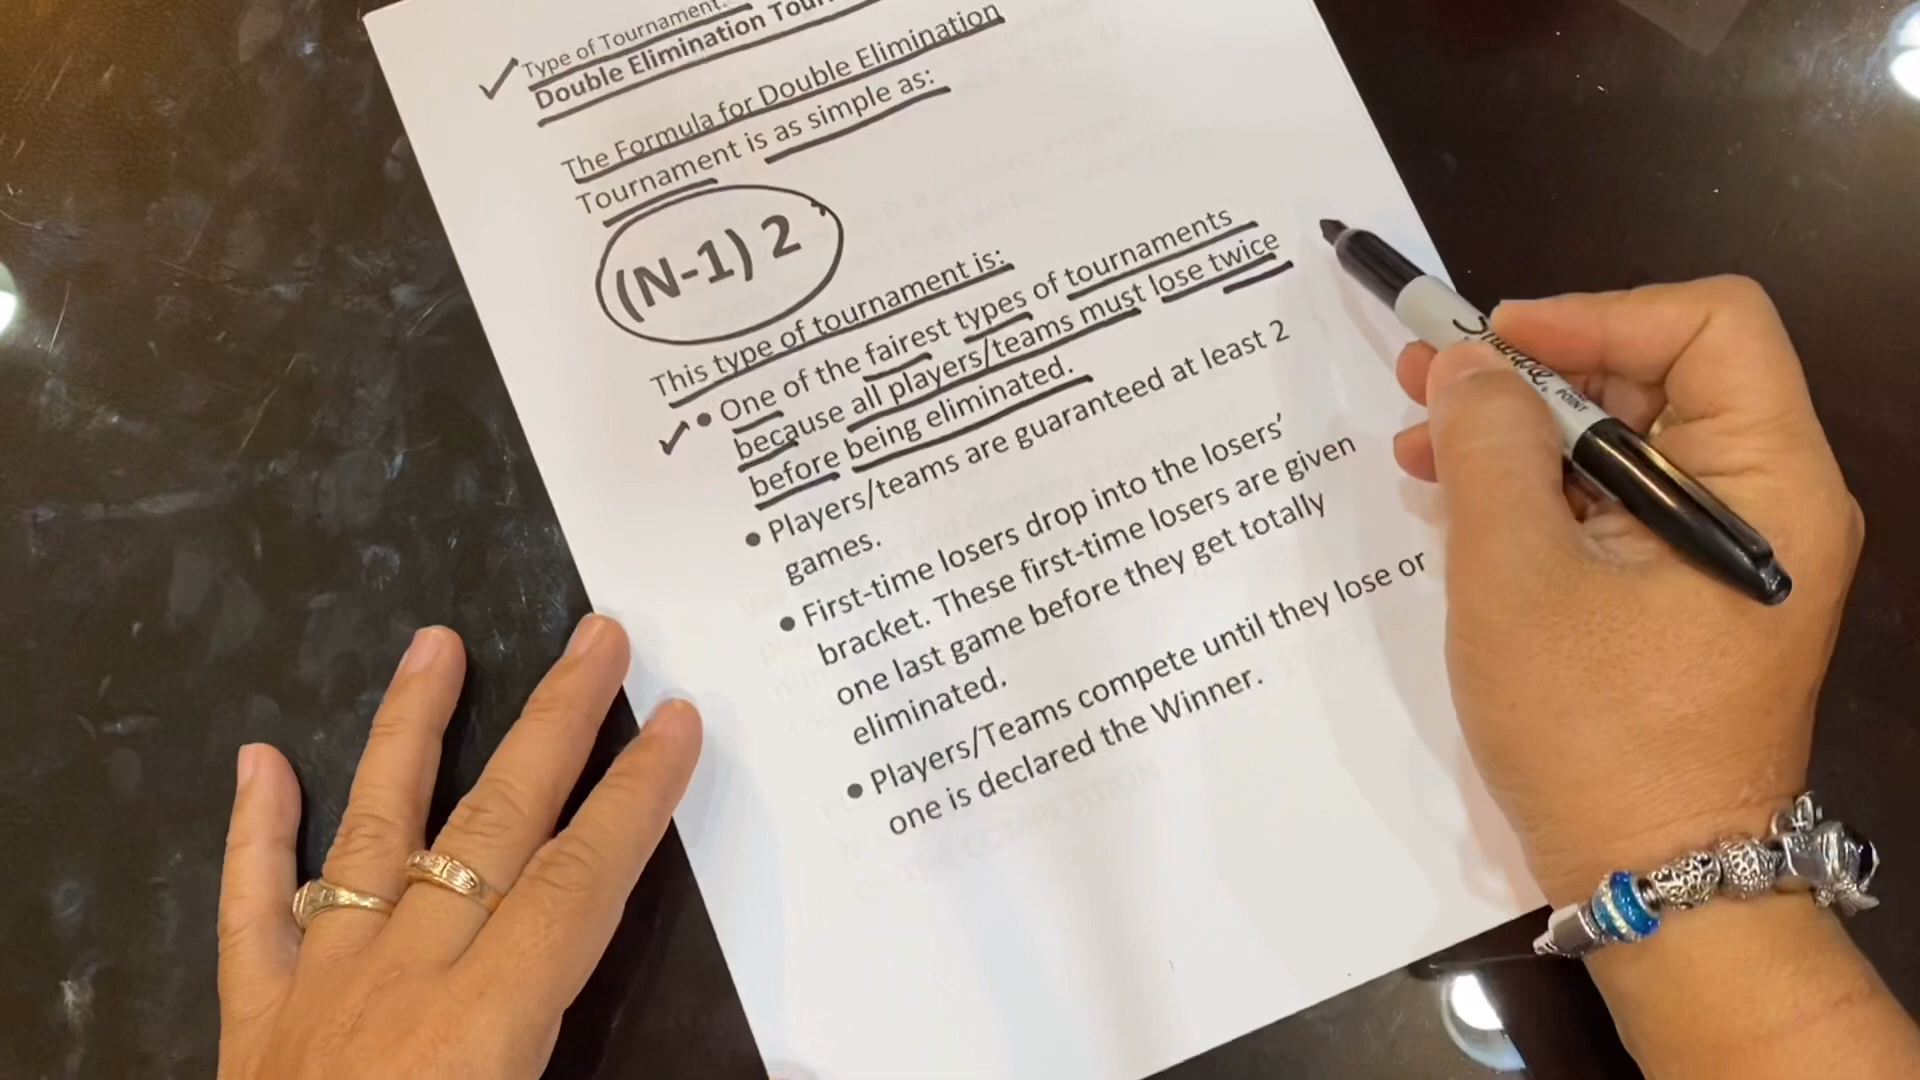 Type of Tournament:
Double Elimination
The Formula for Double Elimination
Tournament is as simple as:
(N-1) 2
This type of tournament is:
• One of the fairest types of tournaments
because all players/teams must lose twice
before being eliminated.
• Players/teams are guaranteed at least 2
games.
• First-time losers drop into the losers’
bracket. These first-time losers are given
one last game before they get totally
eliminated.
• Players/Teams compete until they lose or
one is declared the Winner.
Sharpie.
POINT